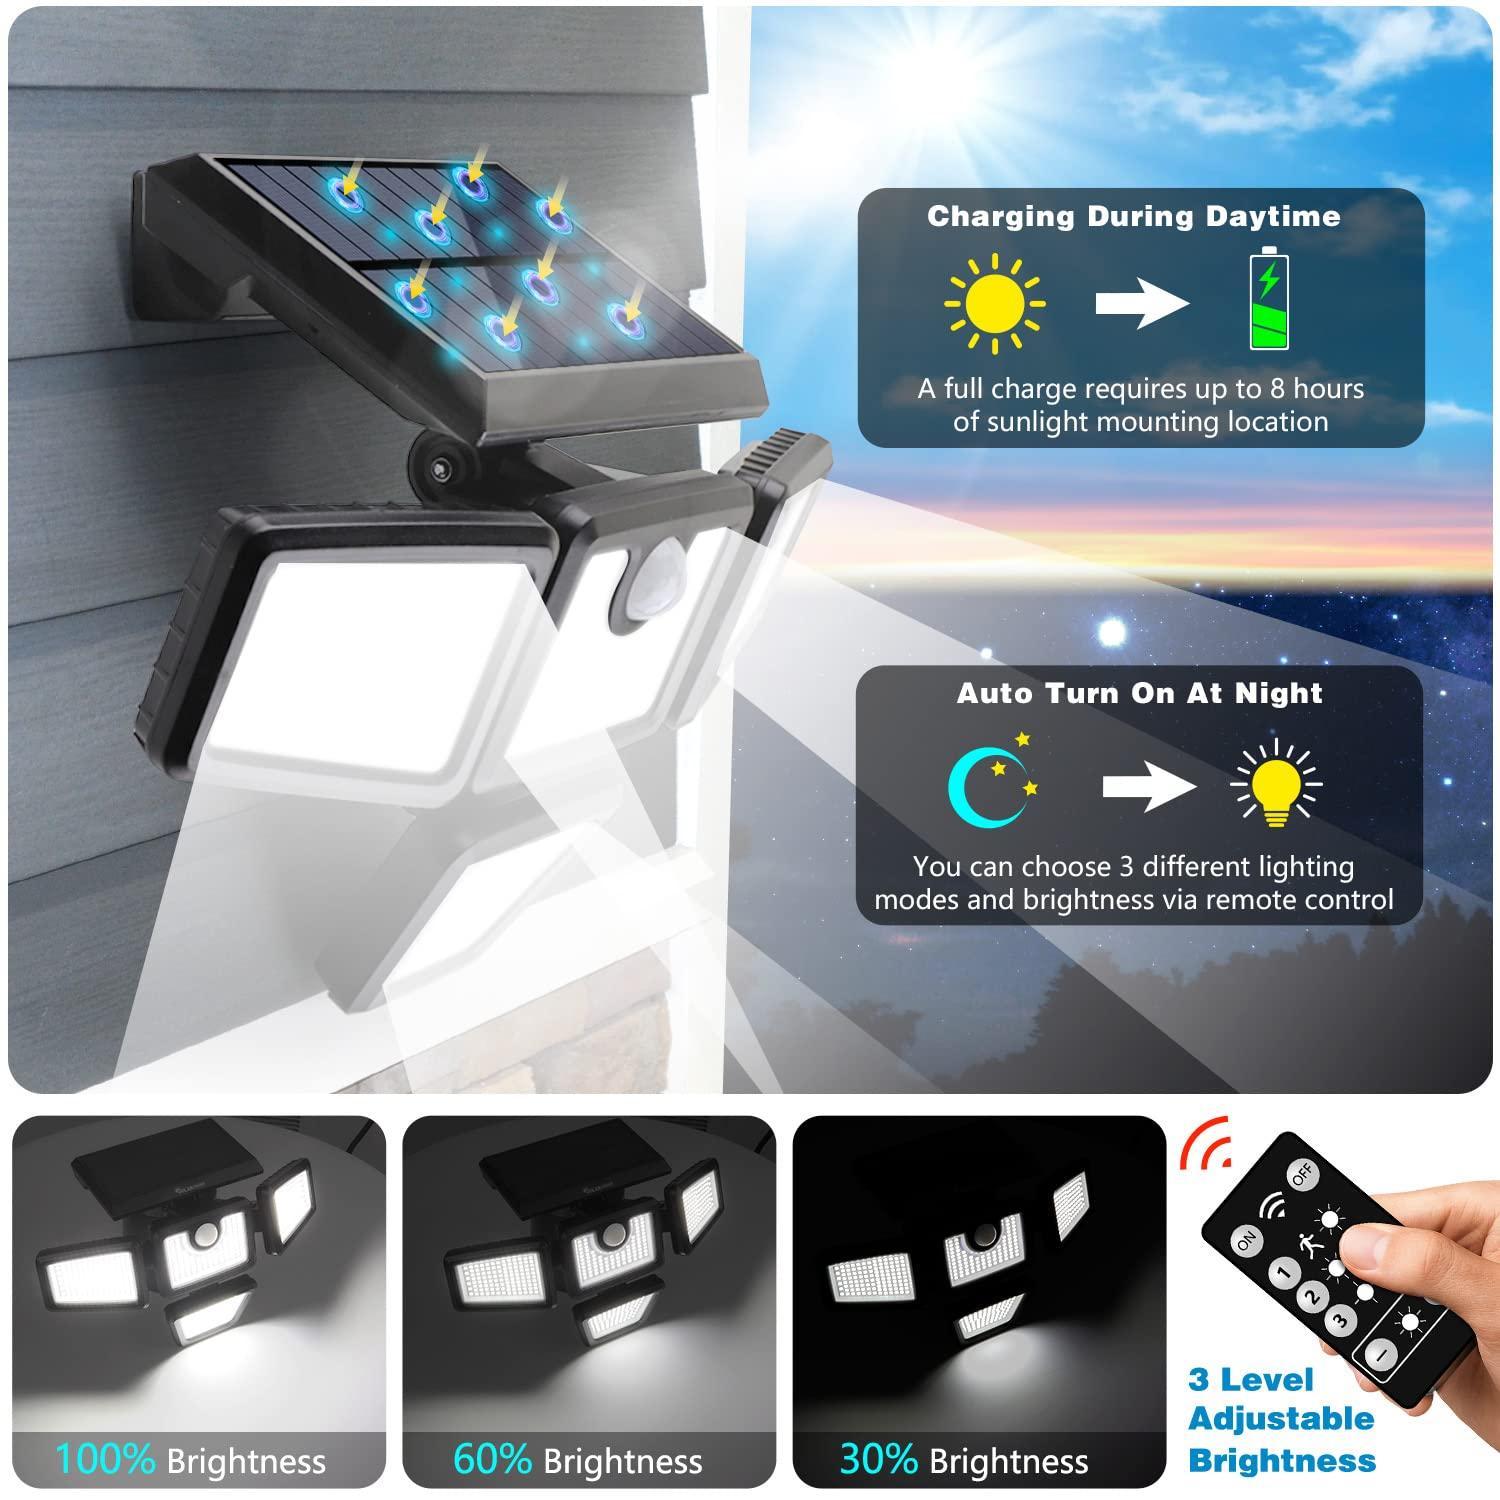 Charging During Daytime
A full charge requires up to 8 hours
of sunlight mounting location
Auto Turn On At Night
You can choose 3 different lighting
modes and brightness via remote control
100% Brightness
60% Brightness
30% Brightness
OFF
ON
1
2
3
3 Level
Adjustable
Brightness